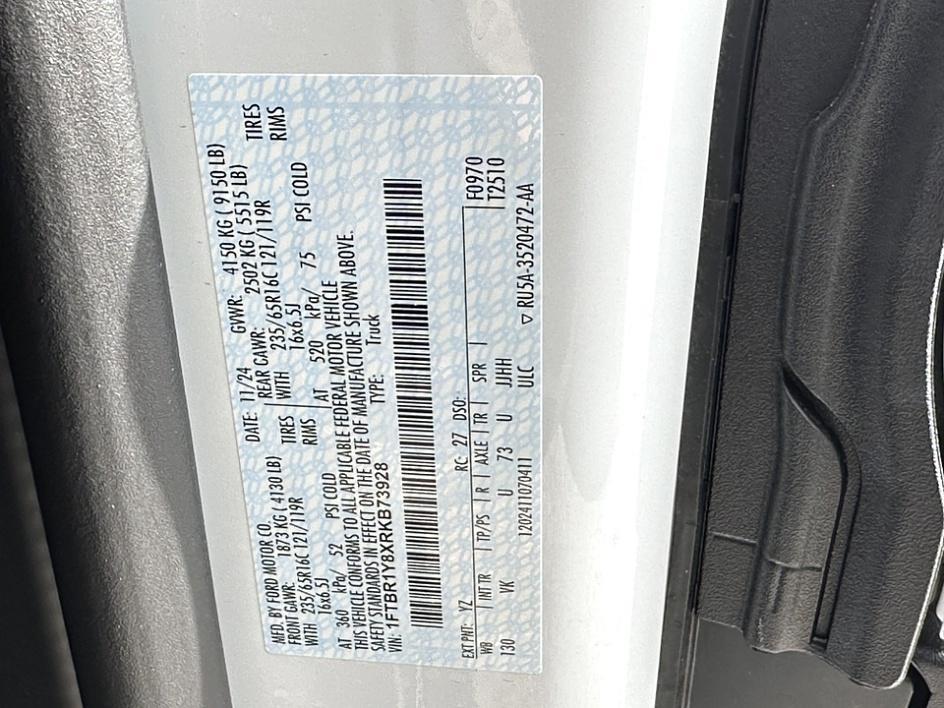 MFD. BY FORD MOTOR CO. DATE: 11/24 GVWR: 4150 KG ( 9150 LB)
FRONT GAWR: 1873 KG ( 4130 LB) REAR GAWR: 2502 KG ( 5515 LB)
WITH 235/65R16C 121/119R TIRES WITH 235/65R16C 121/119R TIRES
16x6.5J RIMS 16x6.5J RIMS
AT 360 kPa/ 52 PSI COLD AT 520 kPa/ 75 PSI COLD
THIS VEHICLE CONFORMS TO ALL APPLICABLE FEDERAL MOTOR VEHICLE
SAFETY STANDARDS IN EFFECT ON THE DATE OF MANUFACTURE SHOWN ABOVE.
VIN: 1FTBR1Y8XRKB73928 TYPE: Truck
EXT PNT: YZ RC: 27 DSO: F0970
WB INT TR TP/PS R AXLE TR SPR T2510
130 VK U 73 U JJHH
1202411070411 ULC ▽ RU5A-3520472-AA